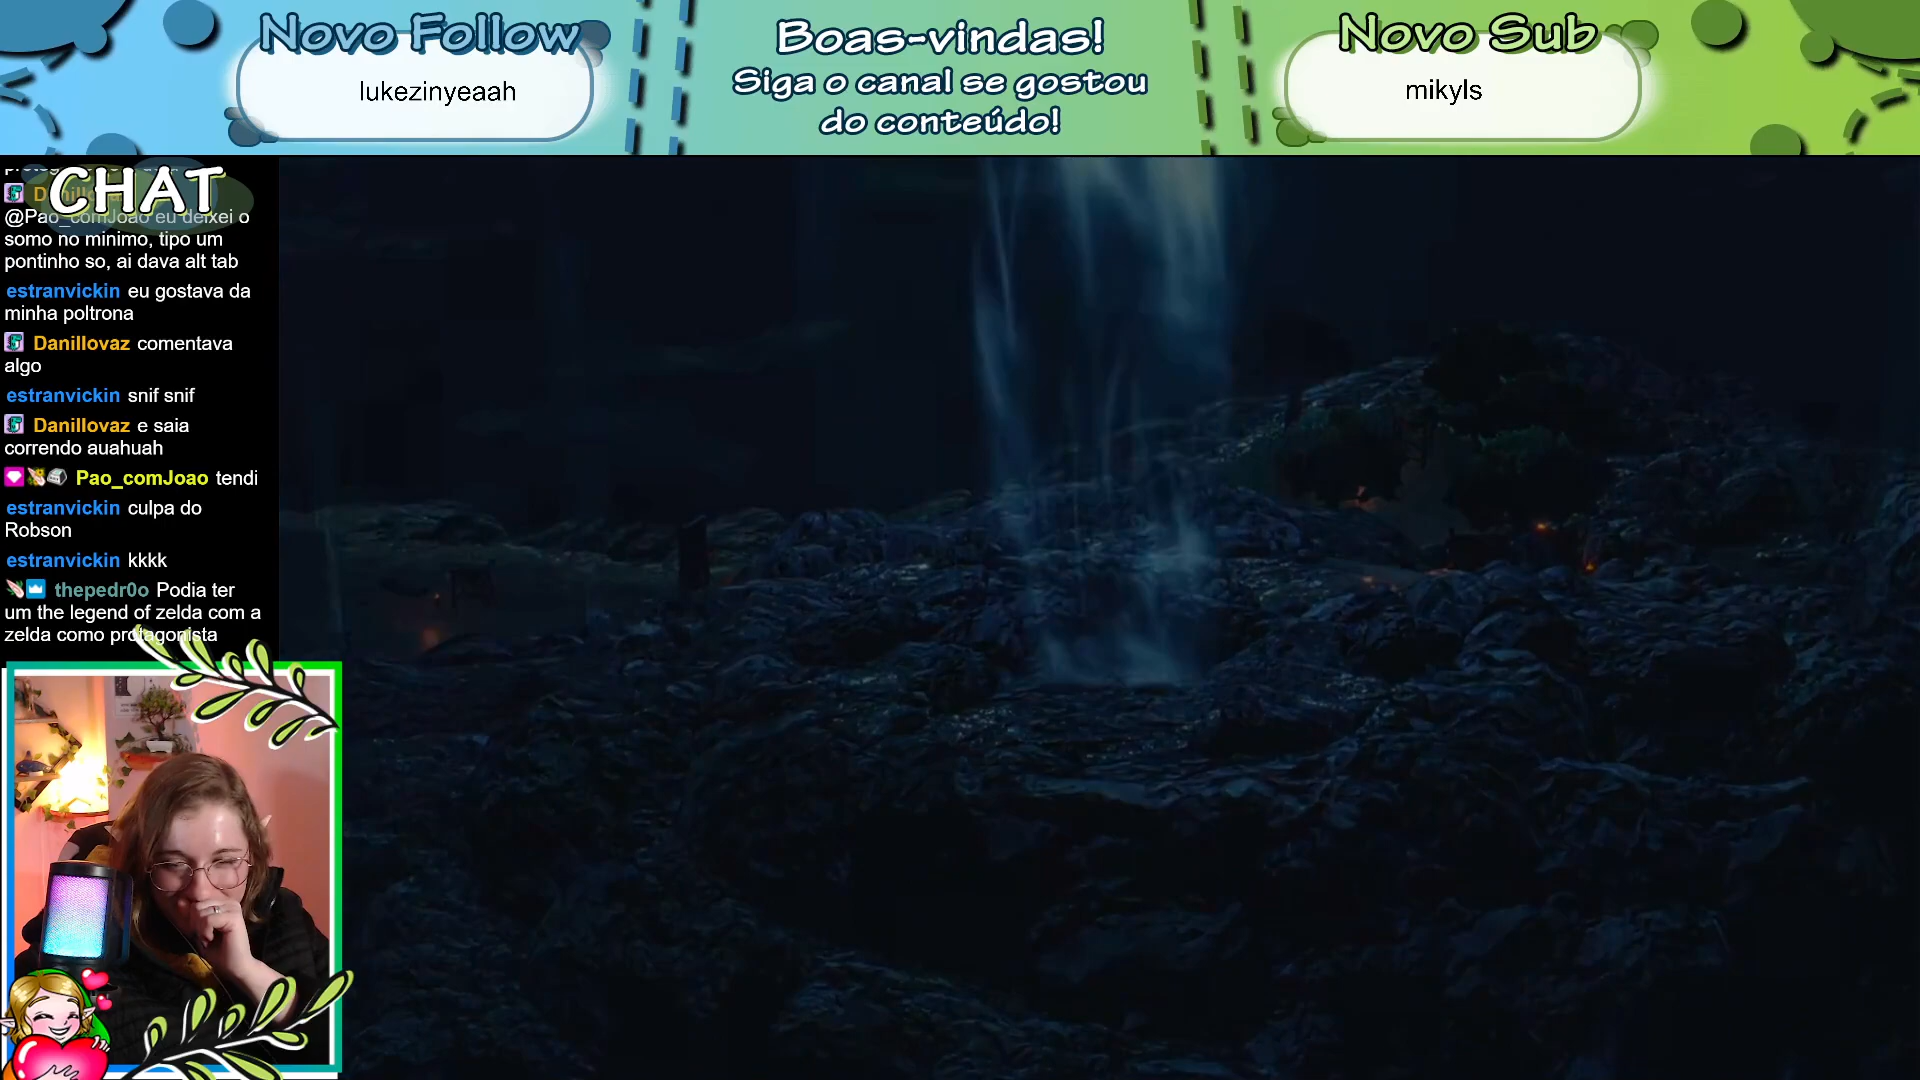 Novo Follow
lukezinyeaah
Boas-vindas!
Siga o canal se gostou
do conteúdo!
Novo Sub
mikyls
CHAT
@Pao_comJoao eu deixei o
somo no minimo, tipo um
pontinho so, ai dava alt tab
estranvickin eu gostava da
minha poltrona
Danillovaz comentava
algo
estranvickin snif snif
Danillovaz e saia
correndo auahuah
Pao_comJoao tendi
estranvickin culpa do
Robson
estranvickin kkkk
thepedr0o Podia ter
um the legend of zelda com a
zelda como protagonista